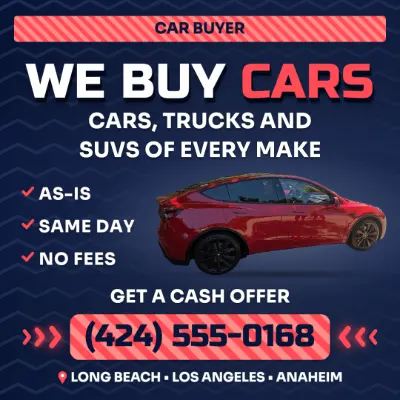 CAR BUYER
WE BUY CARS
CARS, TRUCKS AND
SUVS OF EVERY MAKE
AS-IS
SAME DAY
NO FEES
GET A CASH OFFER
(424) 555-0168
LONG BEACH • LOS ANGELES • ANAHEIM